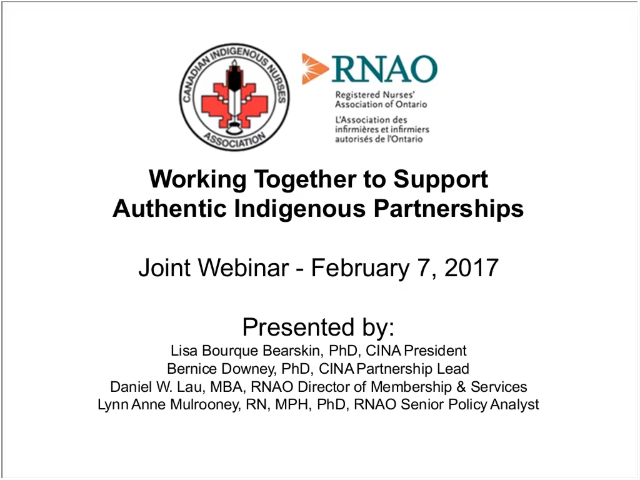 CANADIAN INDIGENOUS NURSES
ASSOCIATION
RNAO
Registered Nurses'
Association of Ontario
L'Association des
infirmières et infirmiers
autorisés de l'Ontario
Working Together to Support
Authentic Indigenous Partnerships
Joint Webinar - February 7, 2017
Presented by:
Lisa Bourque Bearskin, PhD, CINA President
Bernice Downey, PhD, CINA Partnership Lead
Daniel W. Lau, MBA, RNAO Director of Membership & Services
Lynn Anne Mulrooney, RN, MPH, PhD, RNAO Senior Policy Analyst